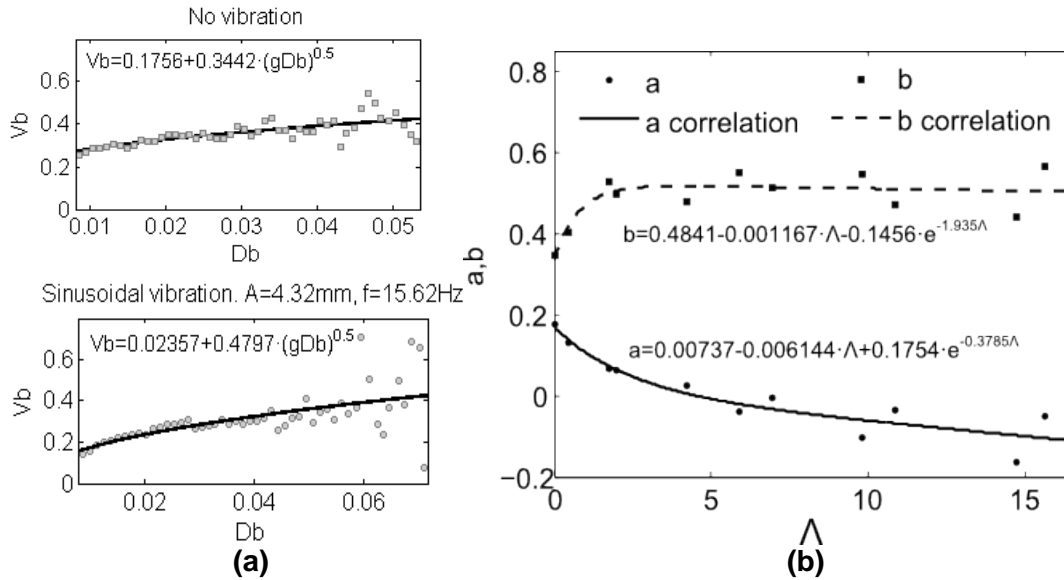 No vibration
Vb=0.1756+0.3442·(gDb)^0.5
0.6
0.4
0.2
0
Vb
0.01 0.02 0.03 0.04 0.05
Db
Sinusoidal vibration. A=4.32mm, f=15.62Hz
Vb=0.02357+0.4797·(gDb)^0.5
0.6
0.4
0.2
0
Vb
0.02 0.04 0.06
Db
(a)
0.8
0.6
0.4
0.2
0
−0.2
a,b
a b
a correlation b correlation
b=0.4841-0.001167·Λ-0.1456·e^-1.935Λ
a=0.00737-0.006144·Λ+0.1754·e^-0.3785Λ
0 5 10 15
Λ
(b)